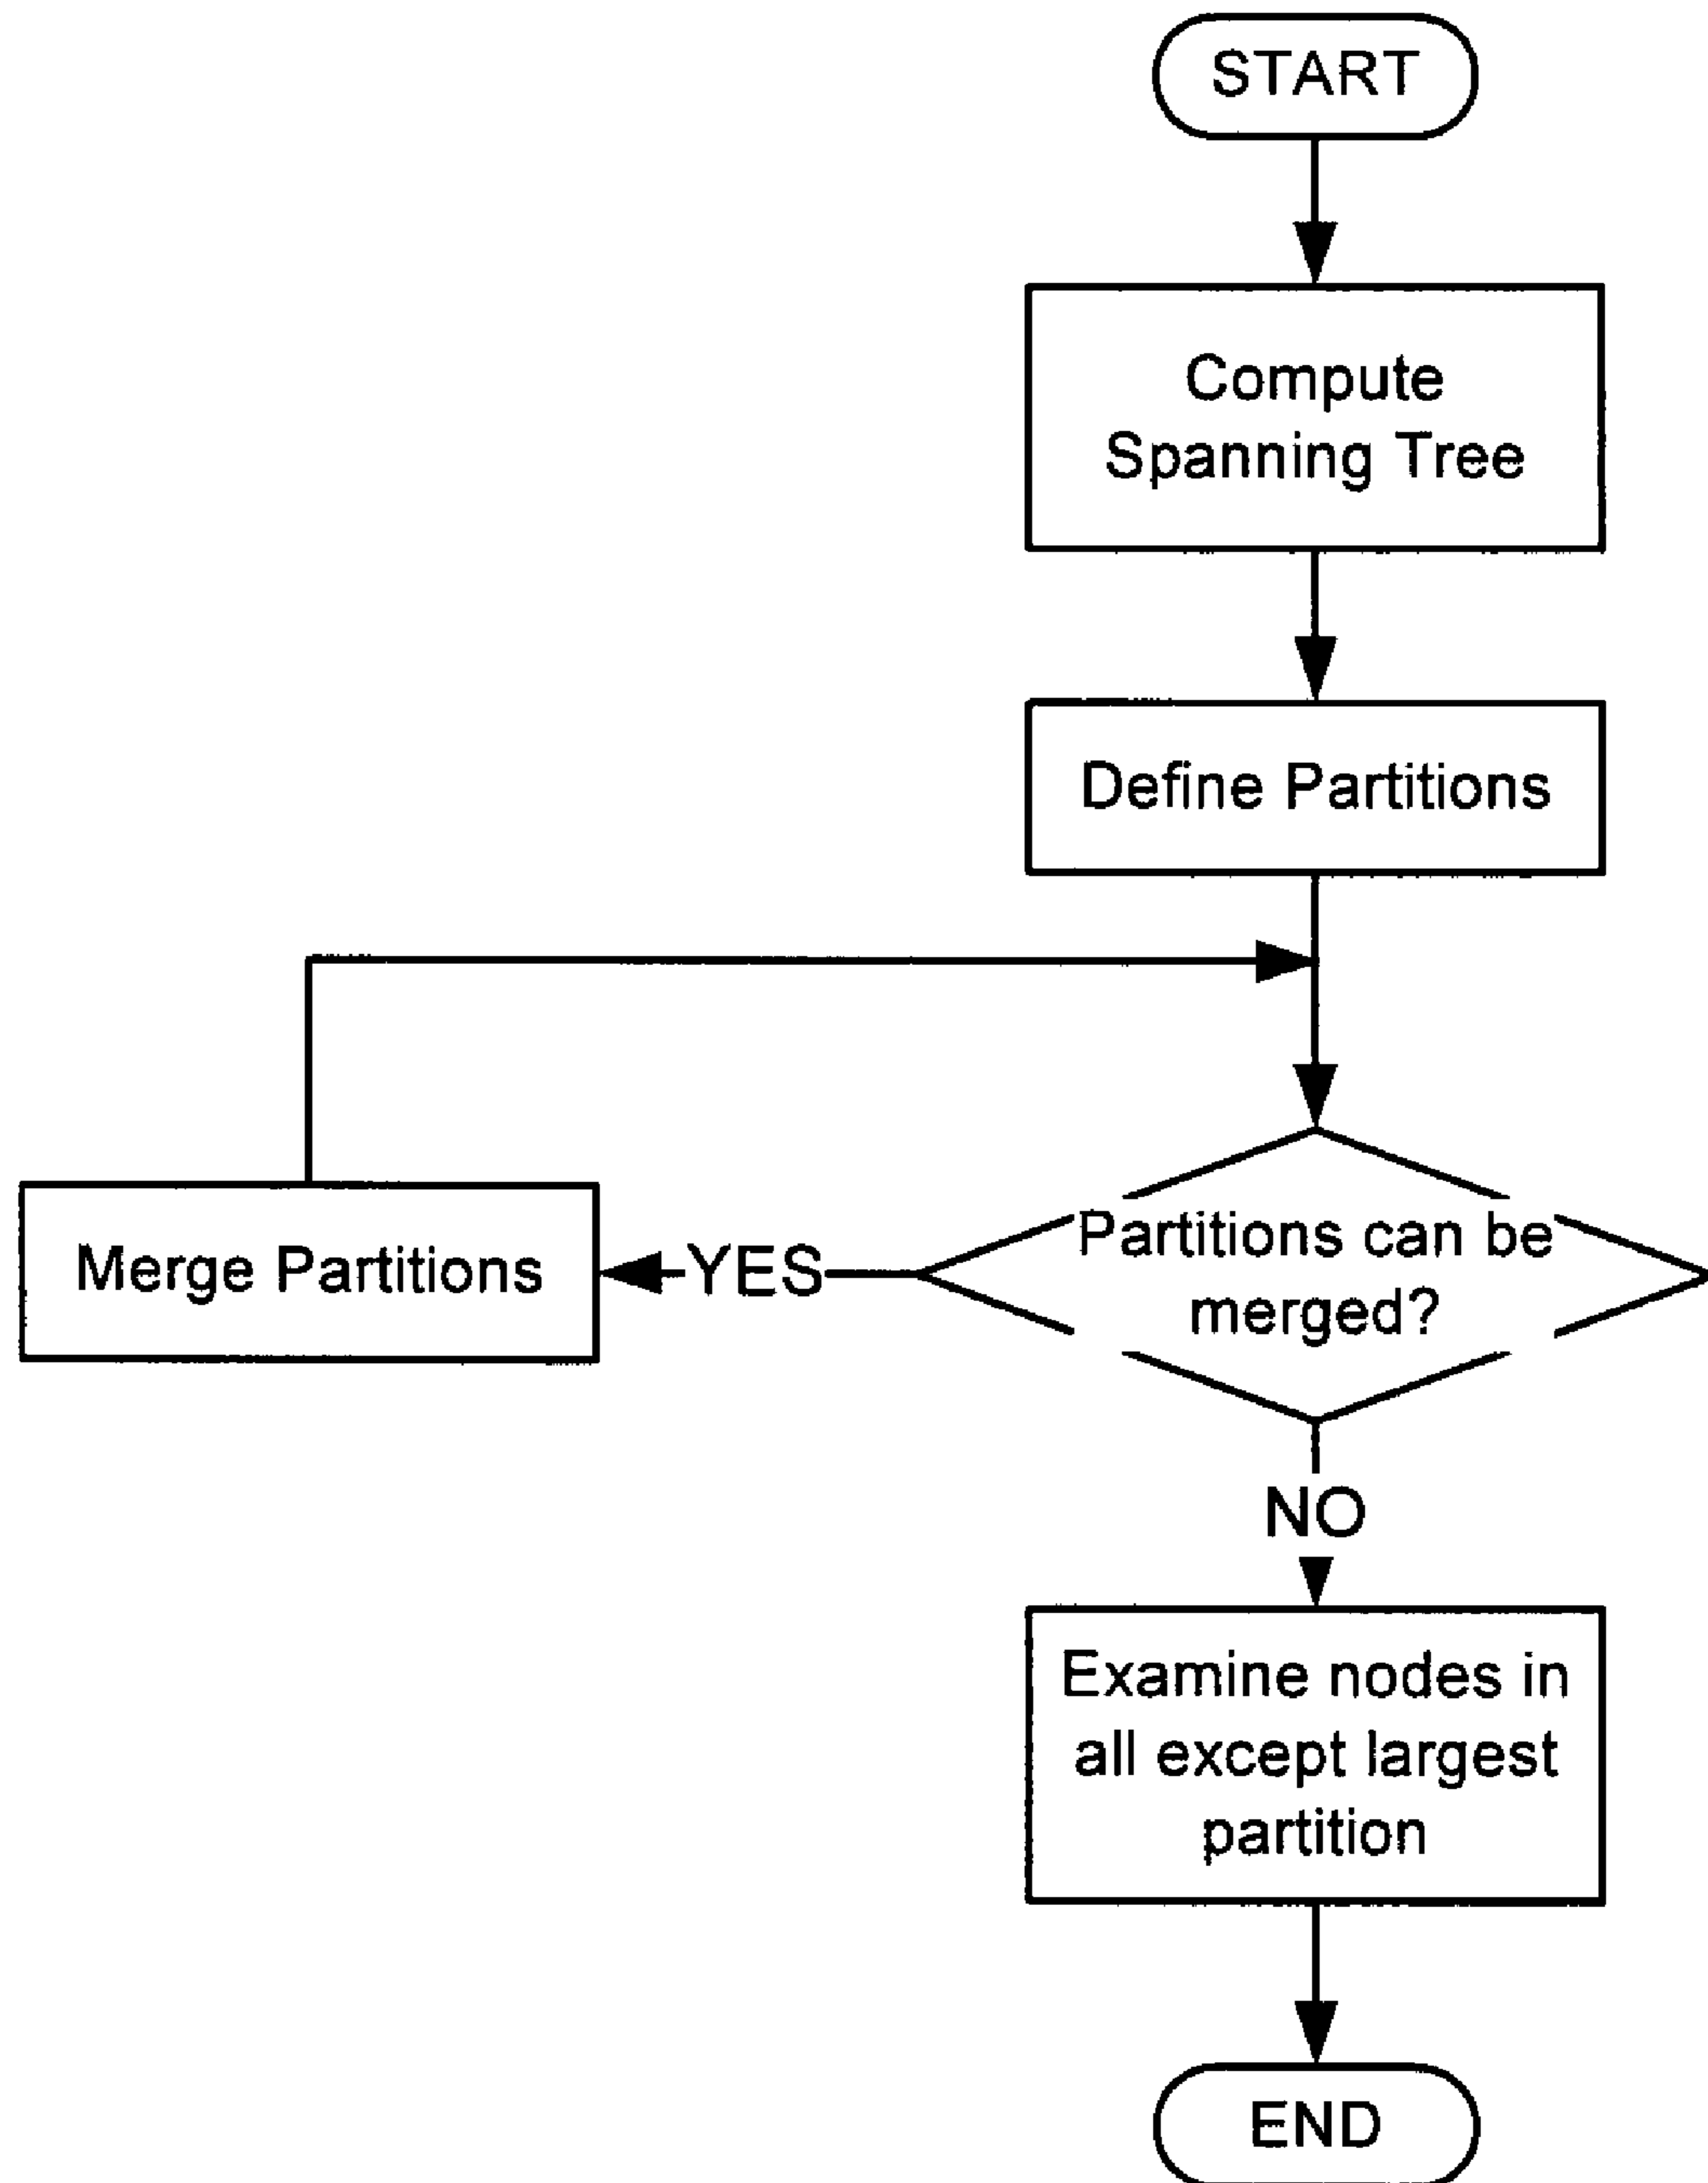 START
Compute
Spanning Tree
Define Partitions
Partitions can be
merged?
YES
Merge Partitions
NO
Examine nodes in
all except largest
partition
END